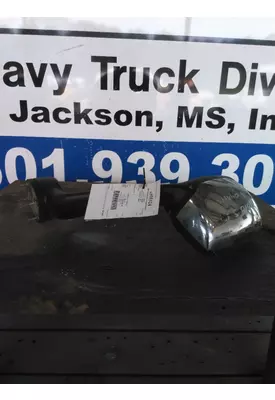 avy Truck Div
Jackson, MS, In
601-939-30